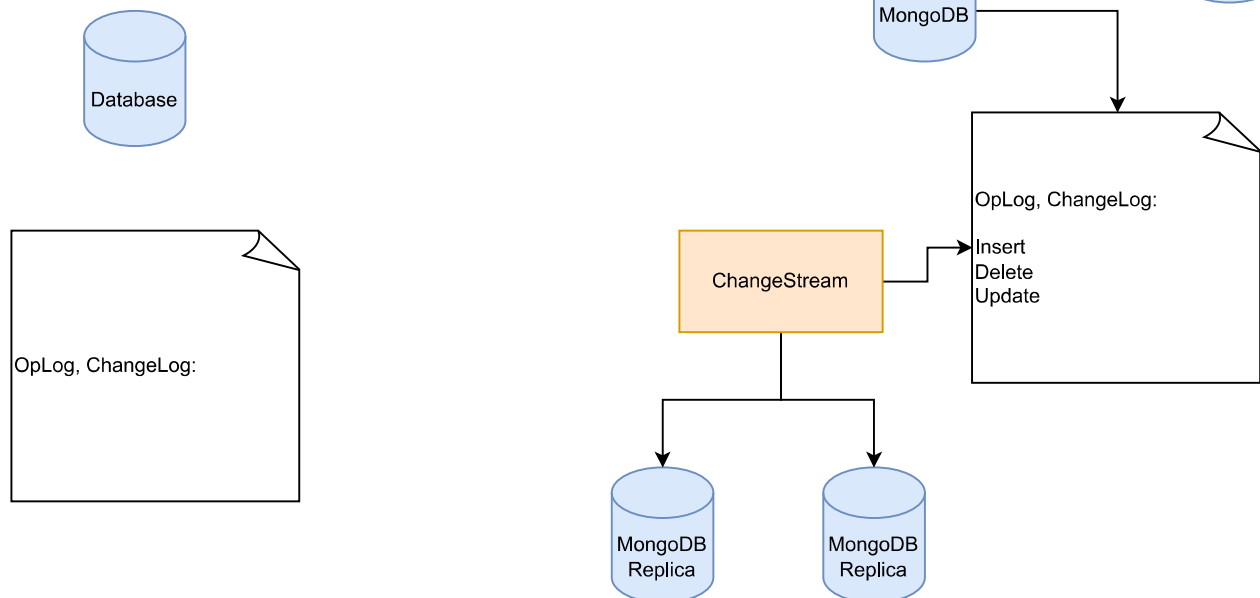 MongoDB
Database
OpLog, ChangeLog:
Insert
Delete
Update
ChangeStream
OpLog, ChangeLog:
MongoDB
Replica
MongoDB
Replica